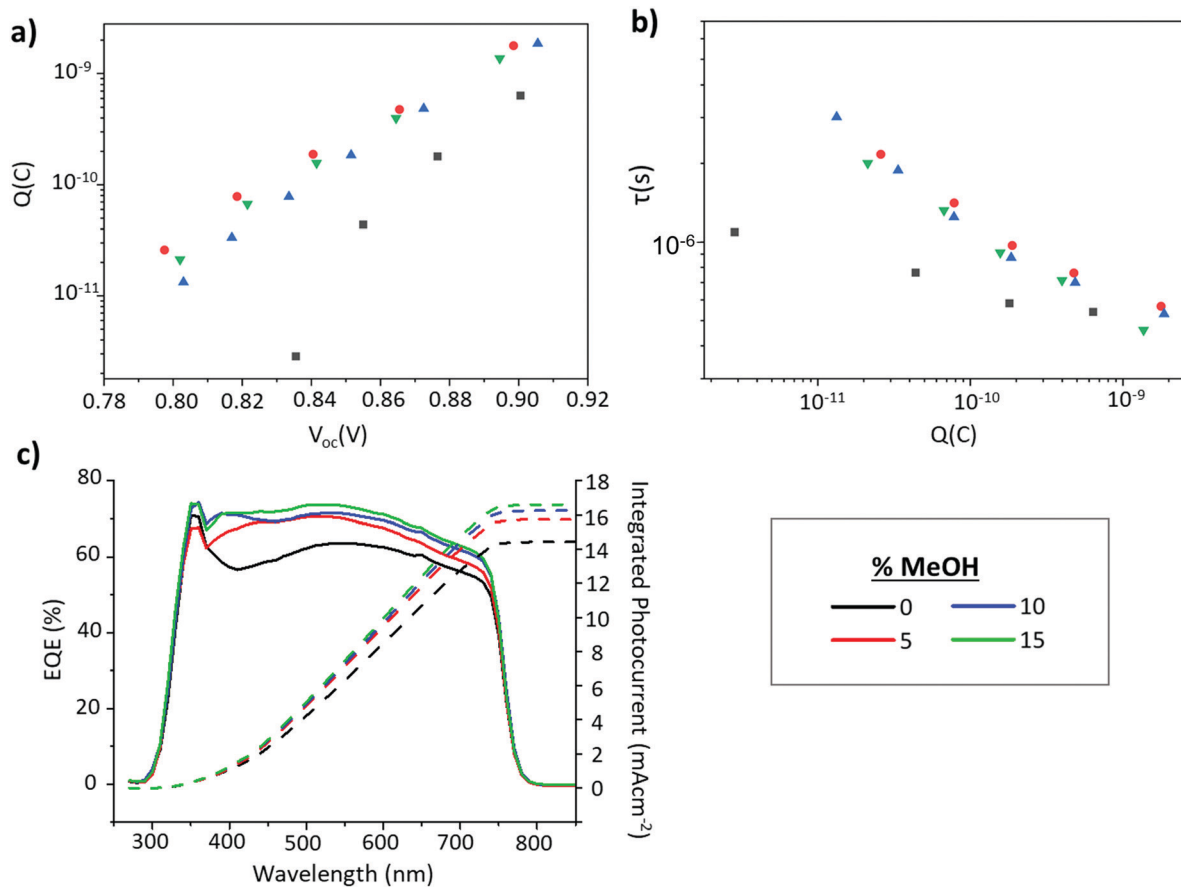 a)
Q(C)
10-9
10-10
10-11
0.78 0.80 0.82 0.84 0.86 0.88 0.90 0.92
Voc(V)
b)
τ(s)
10-6
10-11 10-10 10-9
Q(C)
c)
EQE (%)
80
60
40
20
0
300 400 500 600 700 800
Wavelength (nm)
18
16
14
12
10
8
6
4
2
0
Integrated Photocurrent (mAcm-2)
% MeOH
0 10
5 15